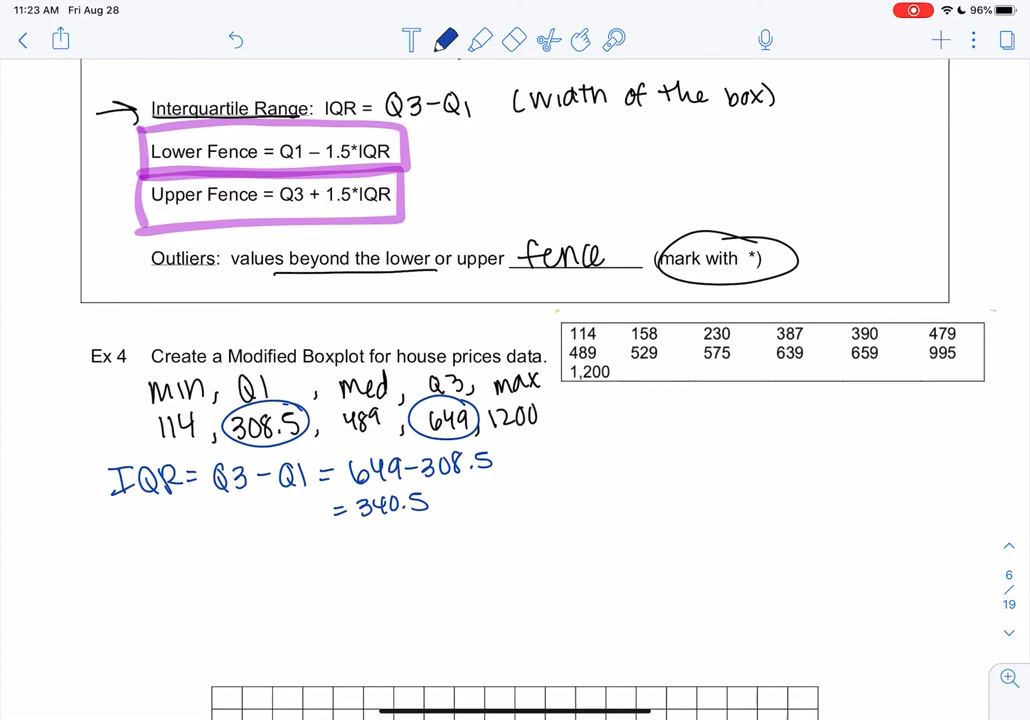 11:23 AM Fri Aug 28
96%
T
Interquartile Range: IQR = Q3-Q1 (width of the box)
Lower Fence = Q1 – 1.5*IQR
Upper Fence = Q3 + 1.5*IQR
Outliers: values beyond the lower or upper fence (mark with *)
Ex 4 Create a Modified Boxplot for house prices data.
114 158 230 387 390 479
489 529 575 639 659 995
1,200
min, Q1, med, Q3, max
114, 308.5, 489, 649, 1200
IQR = Q3 - Q1 = 649-308.5
= 340.5
6
/
19